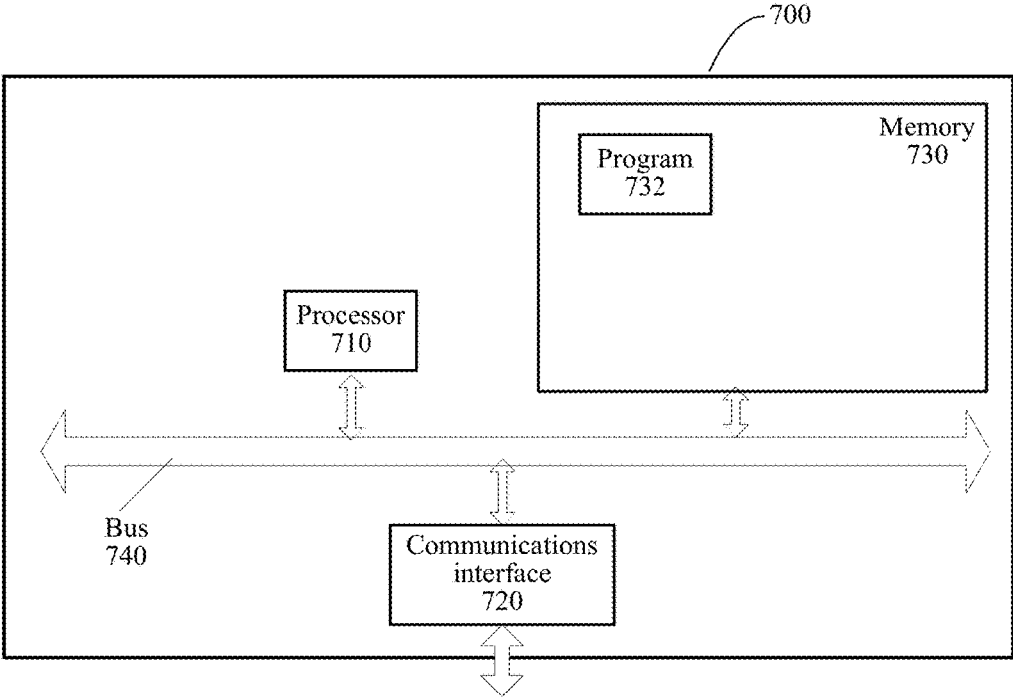 700
Memory
730
Program
732
Processor
710
Bus
740
Communications
interface
720